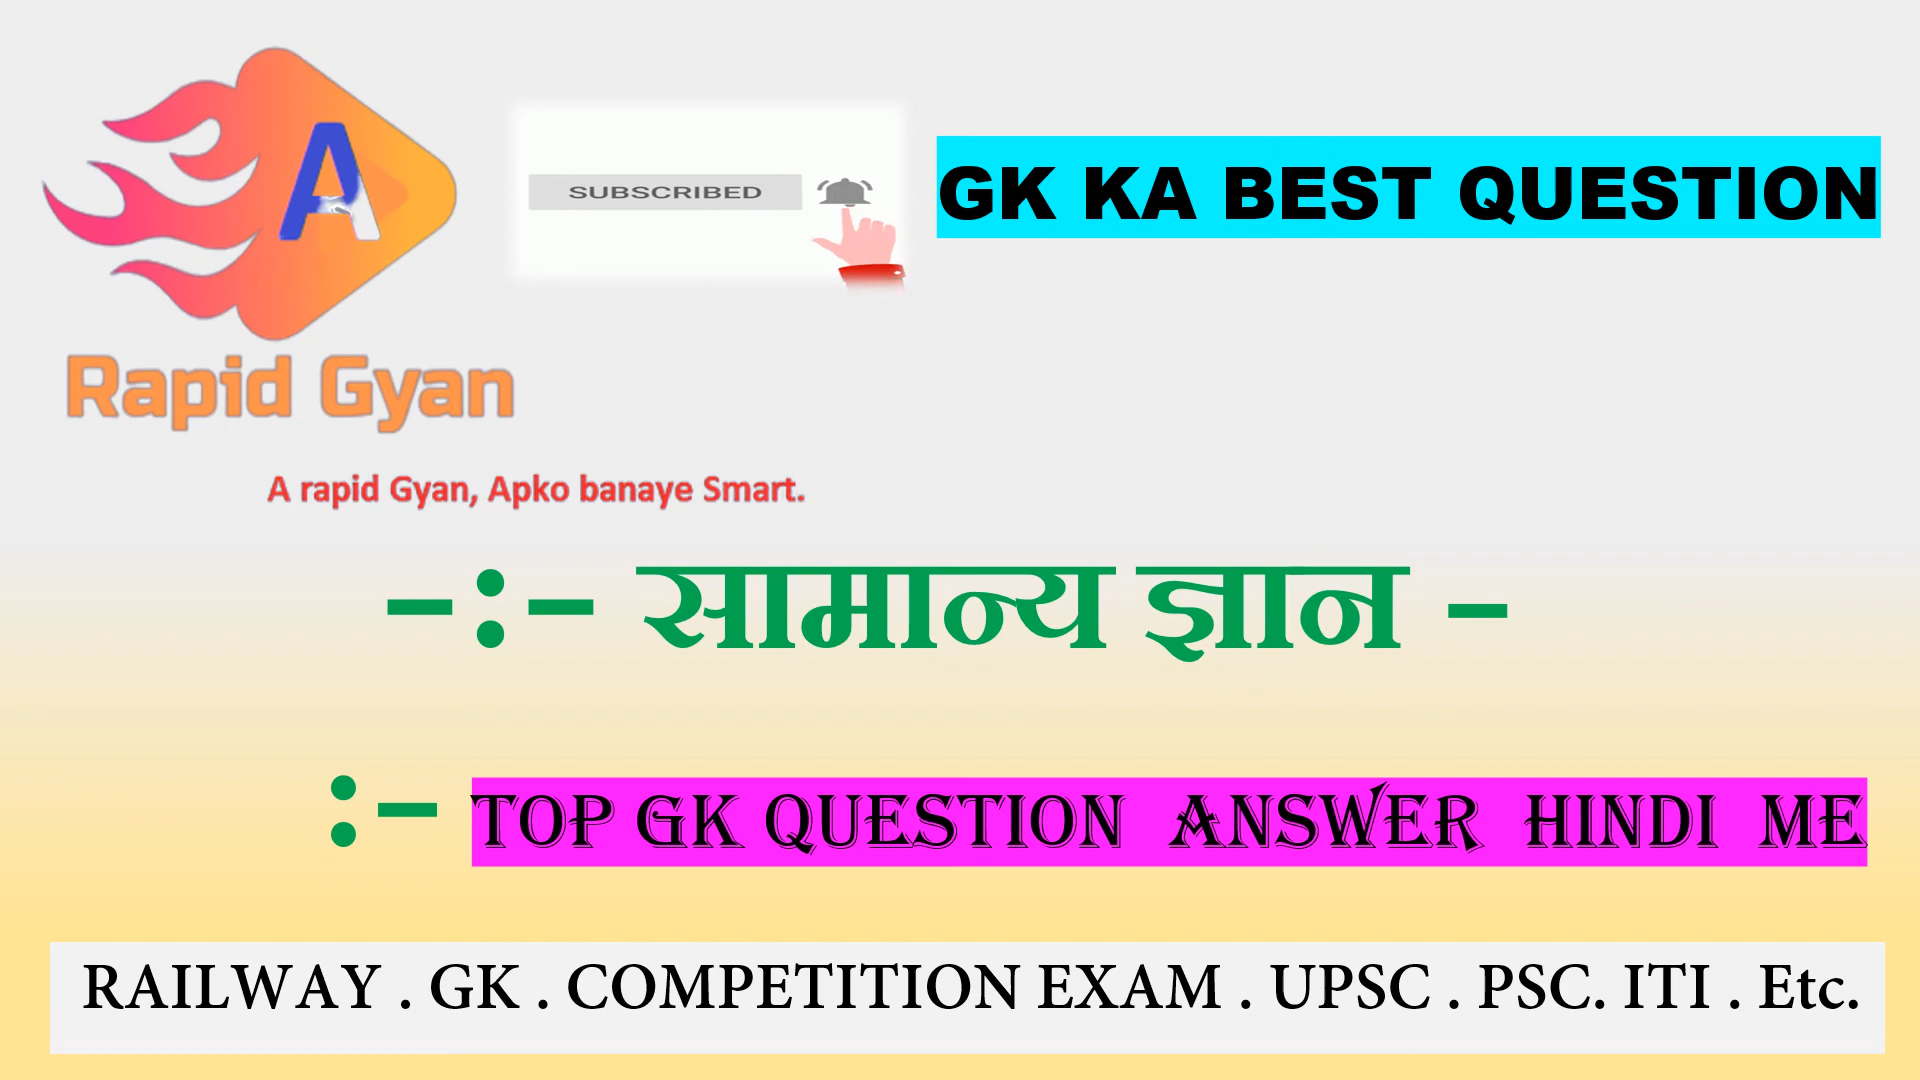 A
SUBSCRIBED
GK KA BEST QUESTION
Rapid Gyan
A rapid Gyan, Apko banaye Smart.
-:- सामान्य ज्ञान -
:- TOP GK QUESTION ANSWER HINDI ME
RAILWAY . GK . COMPETITION EXAM . UPSC . PSC. ITI . Etc.